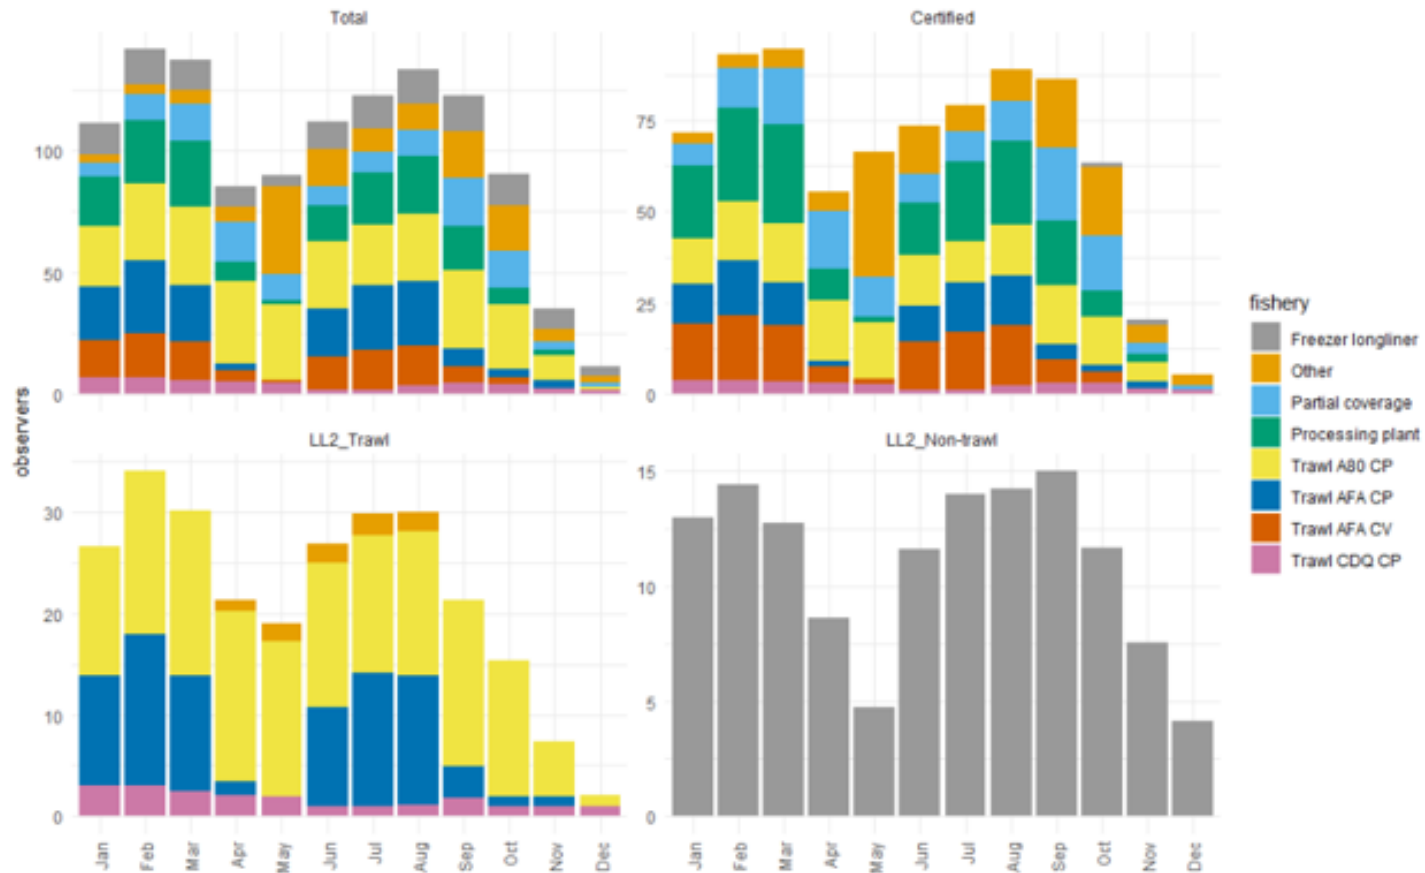 Total
Certified
100
50
0
75
50
25
0
observers
LL2_Trawl
LL2_Non-trawl
30
20
10
0
15
10
5
0
Jan Feb Mar Apr May Jun Jul Aug Sep Oct Nov Dec
Jan Feb Mar Apr May Jun Jul Aug Sep Oct Nov Dec
fishery
Freezer longliner
Other
Partial coverage
Processing plant
Trawl A80 CP
Trawl AFA CP
Trawl AFA CV
Trawl CDQ CP